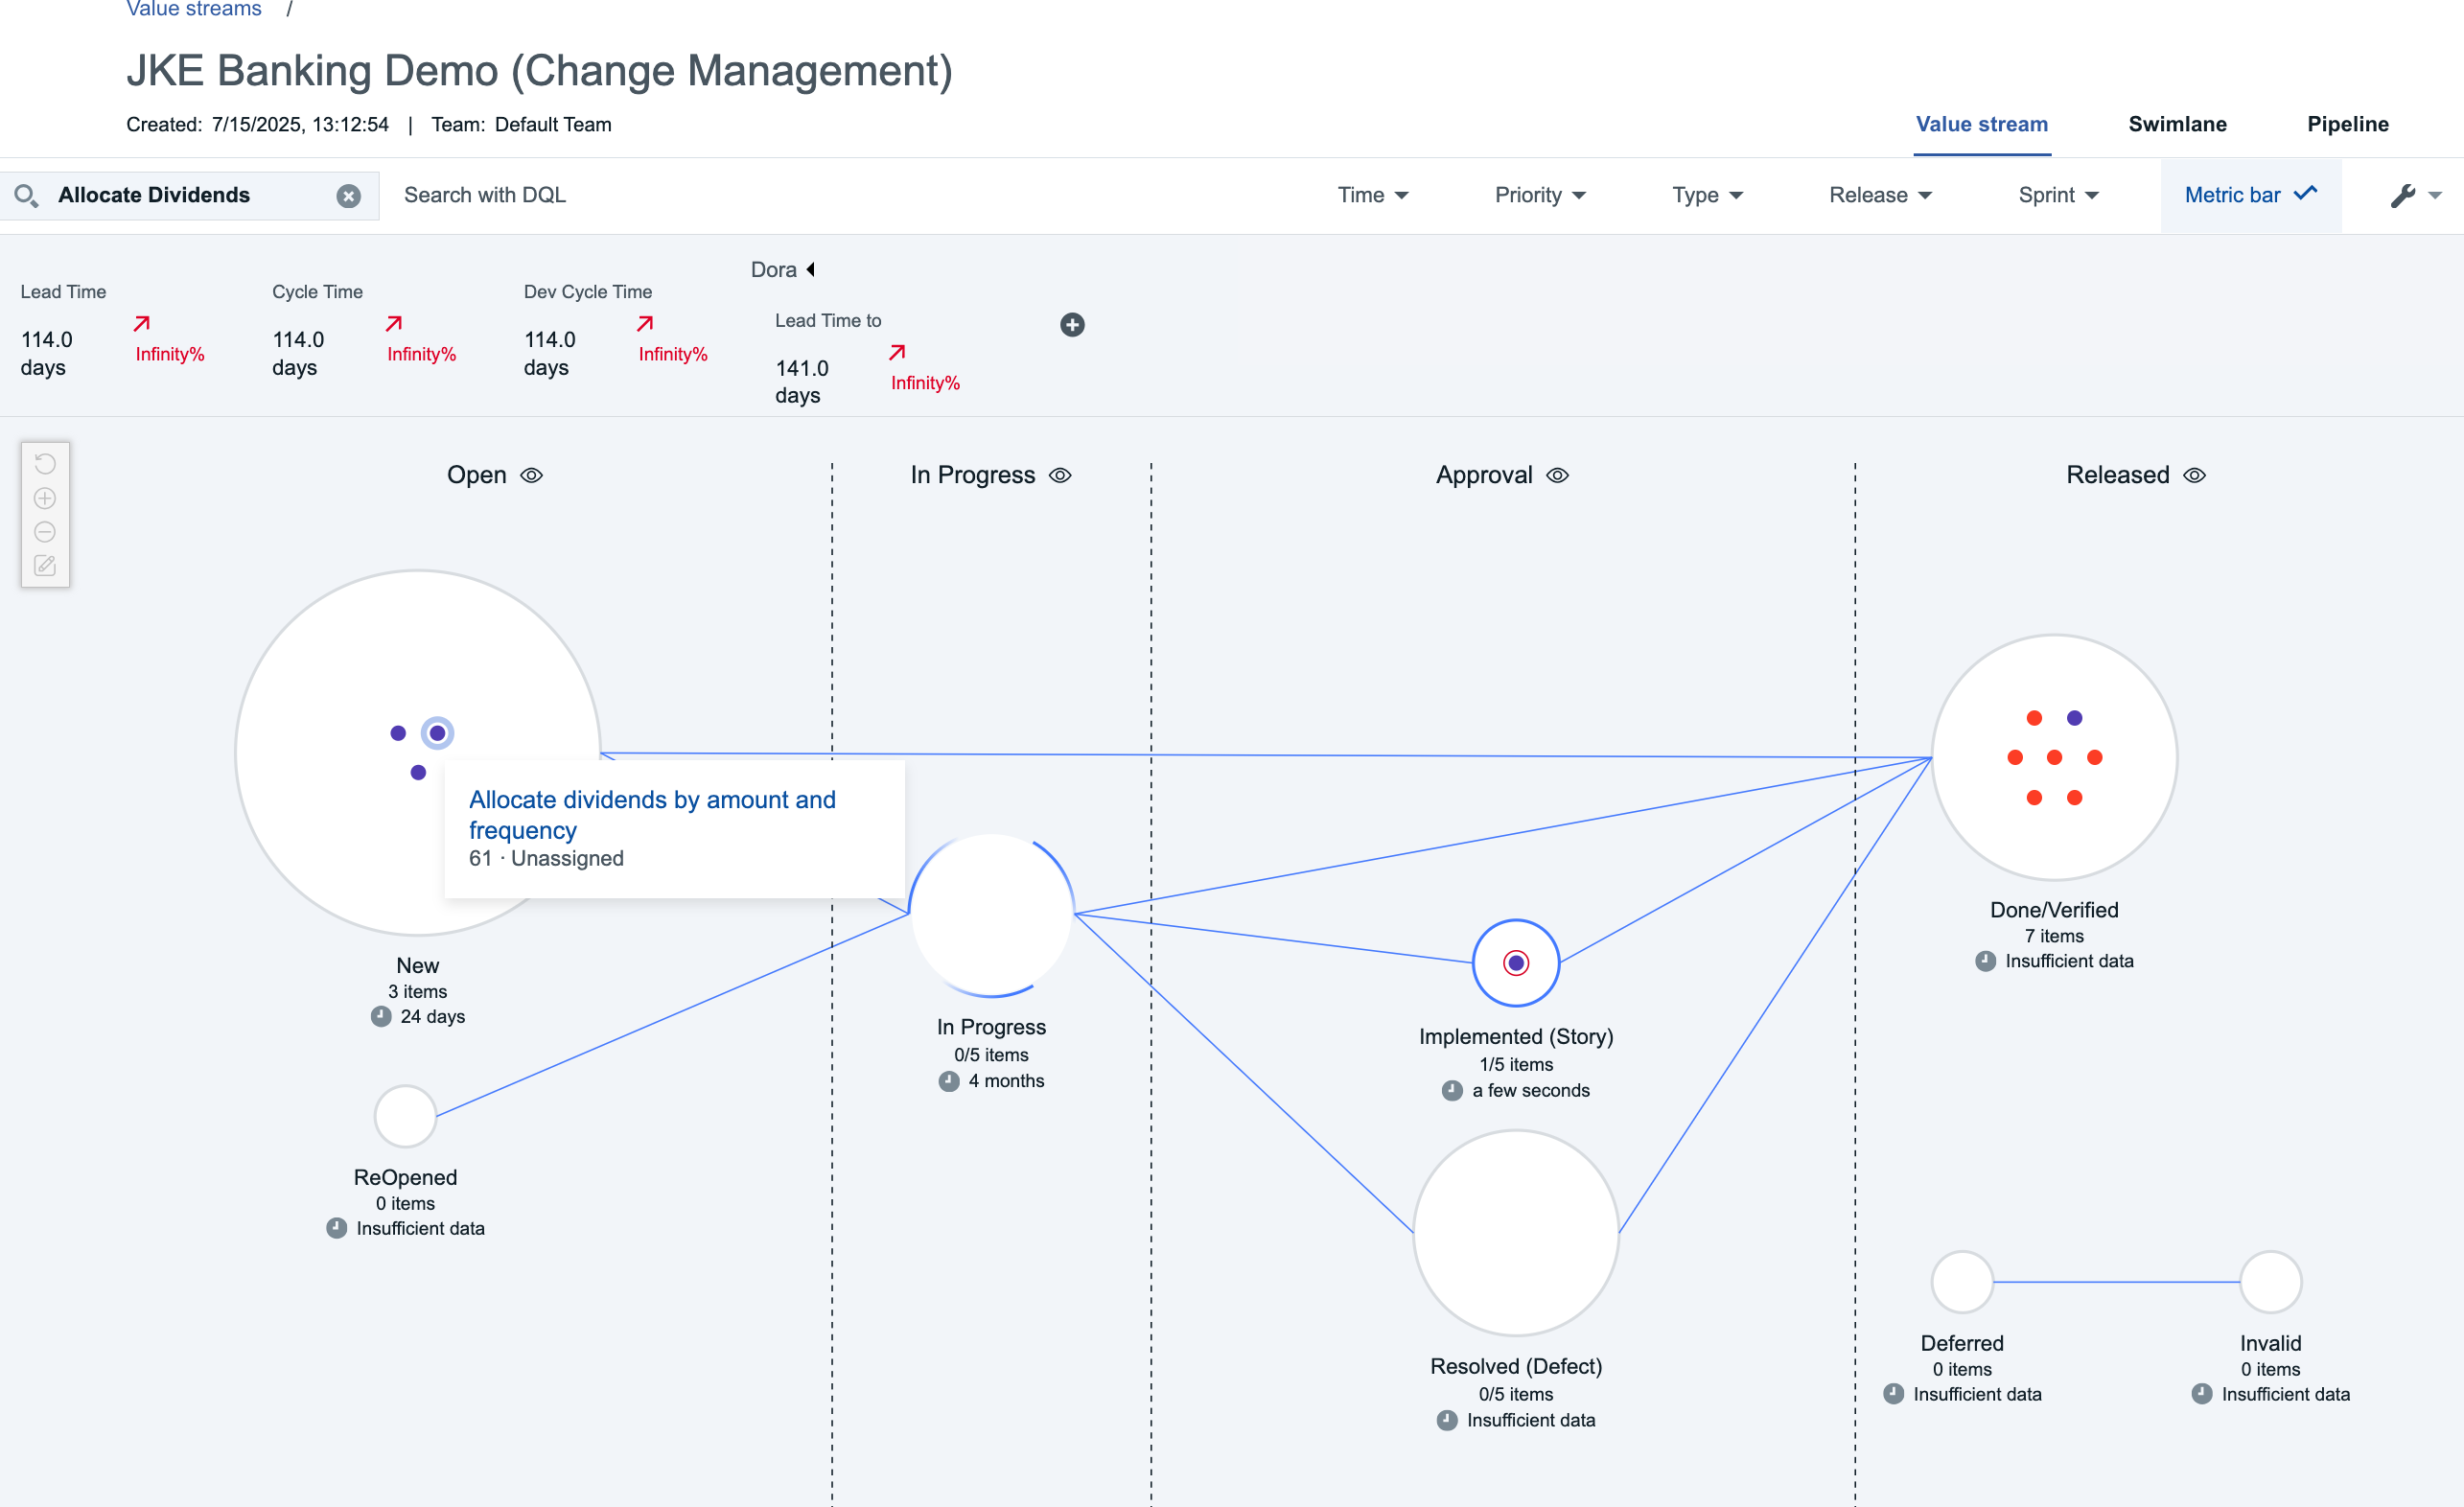 Value streams /
JKE Banking Demo (Change Management)
Created: 7/15/2025, 13:12:54 | Team: Default Team
Value stream Swimlane Pipeline
Allocate Dividends Search with DQL Time Priority Type Release Sprint Metric bar
Dora
Lead Time
114.0
days
Infinity%
Cycle Time
114.0
days
Infinity%
Dev Cycle Time
114.0
days
Infinity%
Lead Time to
141.0
days
Infinity%
Open In Progress Approval Released
Allocate dividends by amount and
frequency
61 · Unassigned
New
3 items
24 days
ReOpened
0 items
Insufficient data
In Progress
0/5 items
4 months
Implemented (Story)
1/5 items
a few seconds
Resolved (Defect)
0/5 items
Insufficient data
Done/Verified
7 items
Insufficient data
Deferred
0 items
Insufficient data
Invalid
0 items
Insufficient data